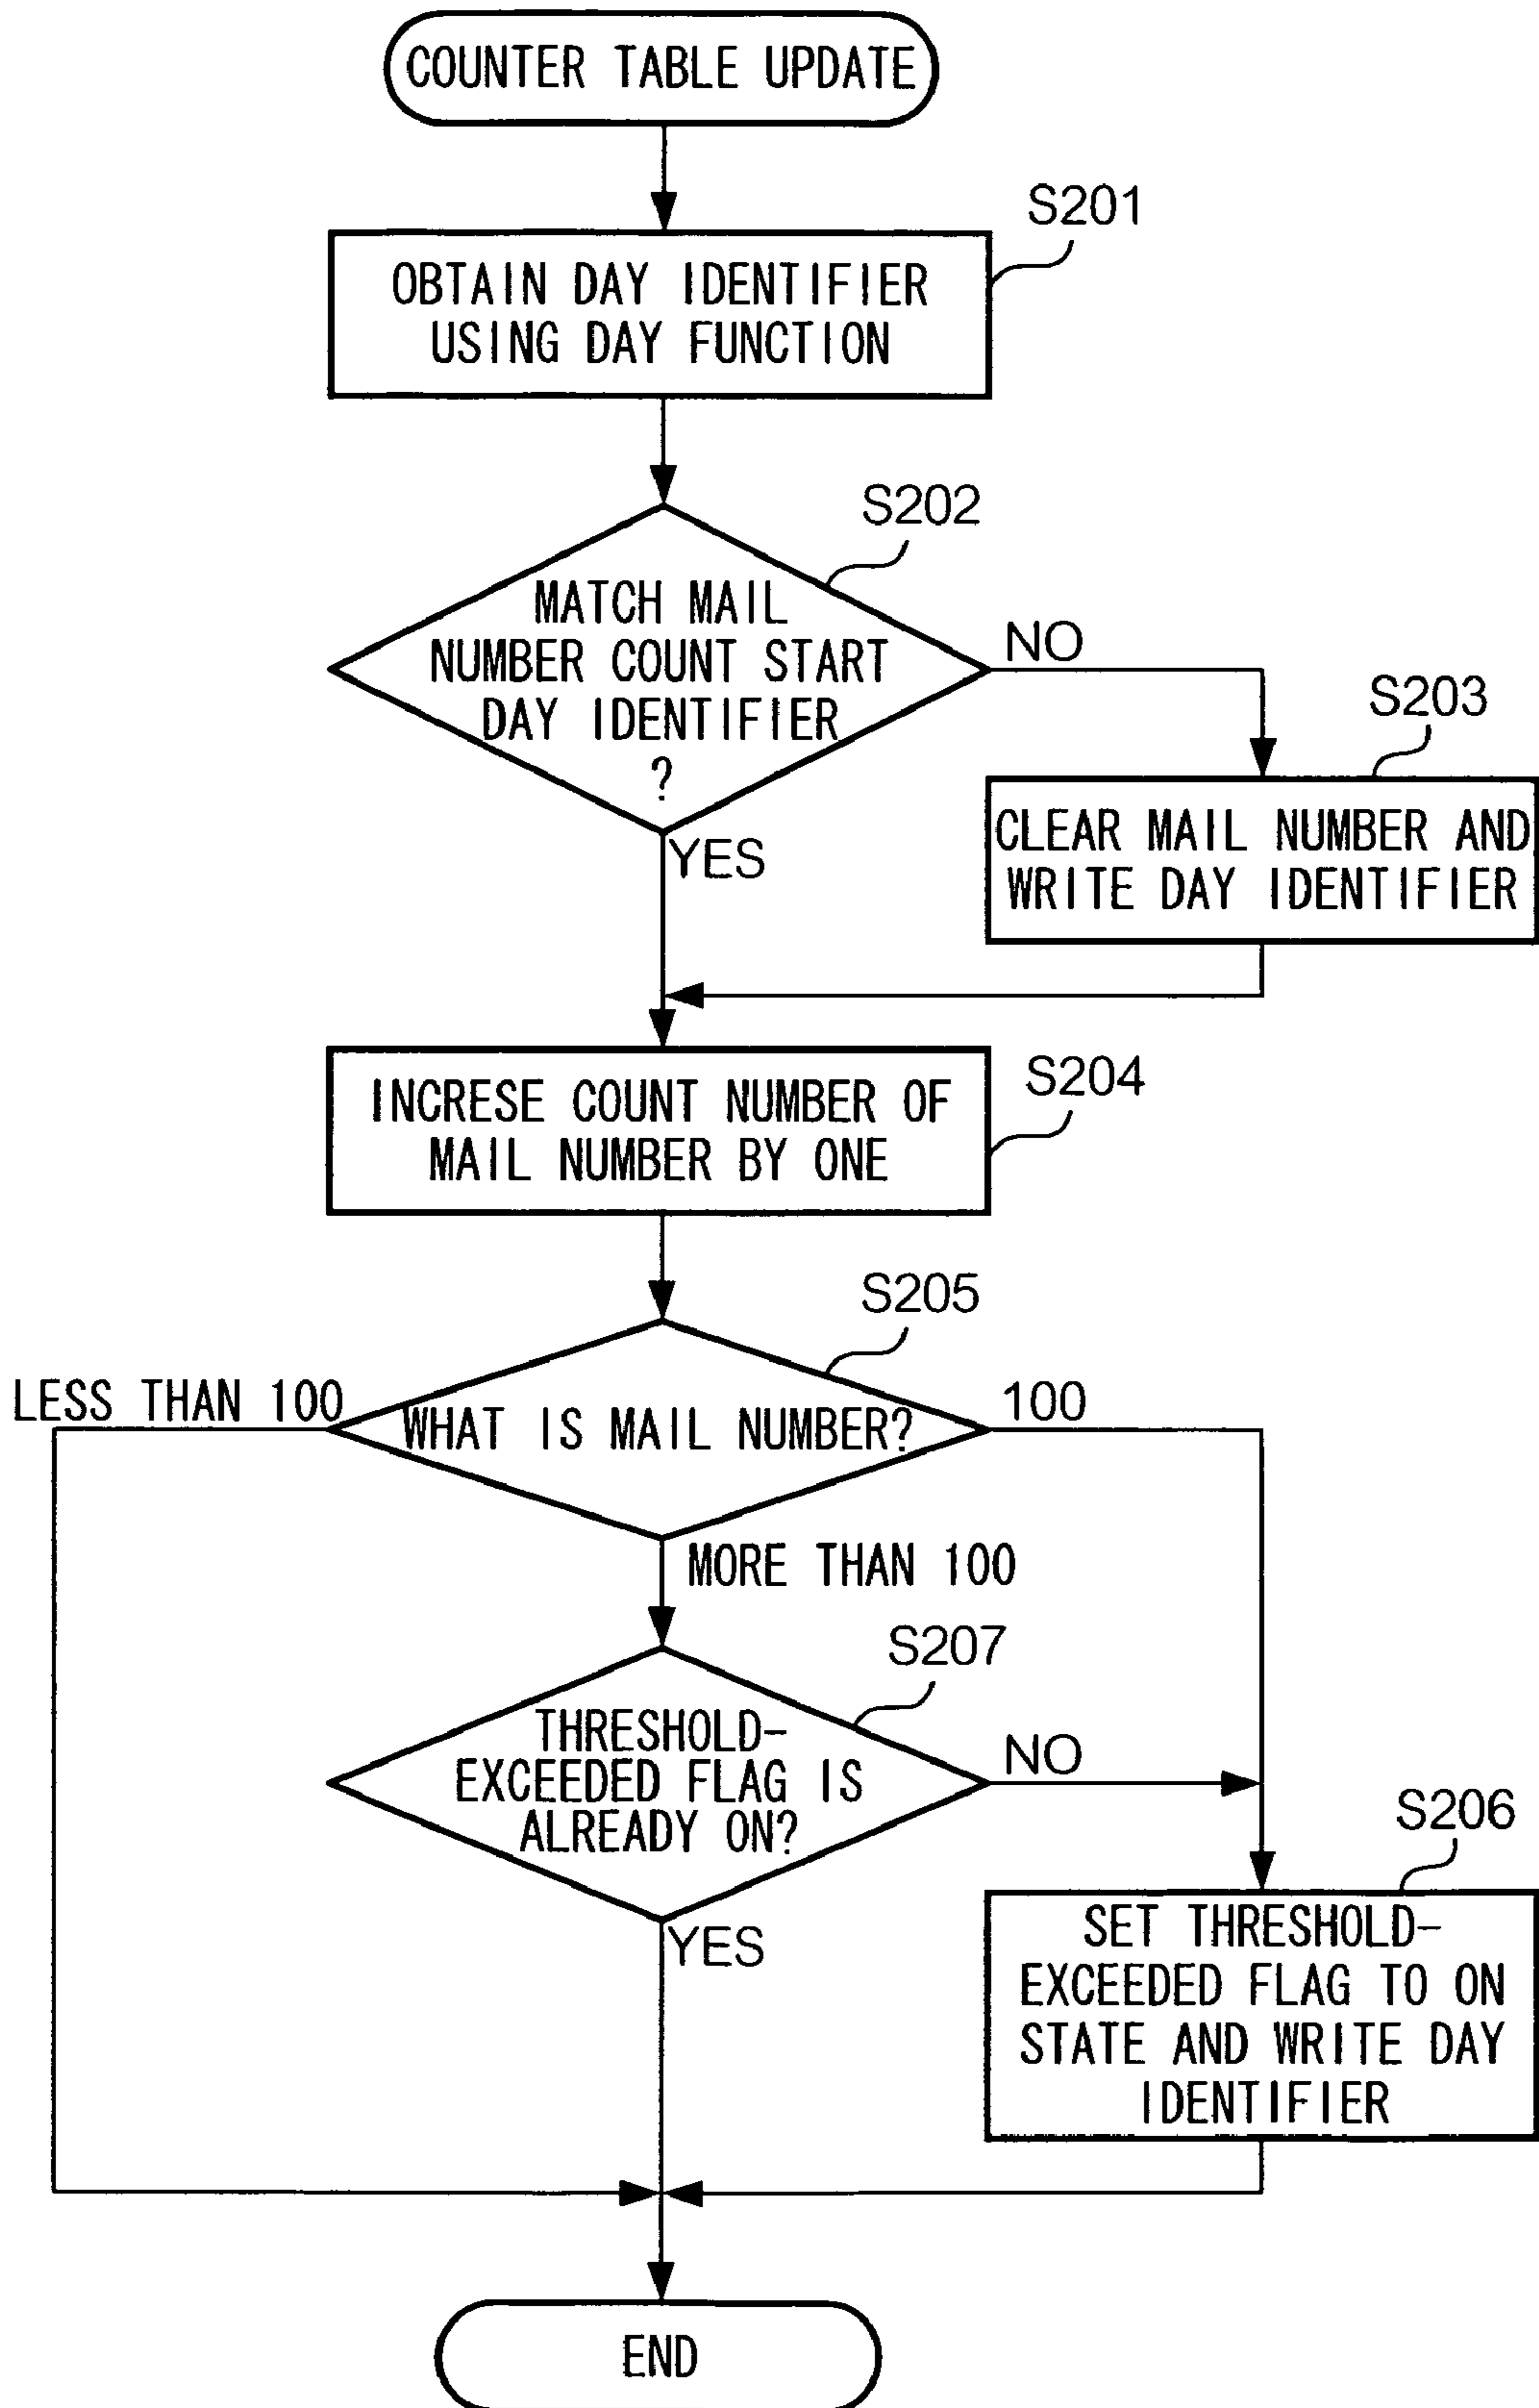 COUNTER TABLE UPDATE
S201
OBTAIN DAY IDENTIFIER
USING DAY FUNCTION
S202
MATCH MAIL
NUMBER COUNT START
DAY IDENTIFIER
?
NO
YES
S203
CLEAR MAIL NUMBER AND
WRITE DAY IDENTIFIER
S204
INCRESE COUNT NUMBER OF
MAIL NUMBER BY ONE
S205
LESS THAN 100
WHAT IS MAIL NUMBER?
100
MORE THAN 100
S207
THRESHOLD-
EXCEEDED FLAG IS
ALREADY ON?
NO
YES
S206
SET THRESHOLD-
EXCEEDED FLAG TO ON
STATE AND WRITE DAY
IDENTIFIER
END